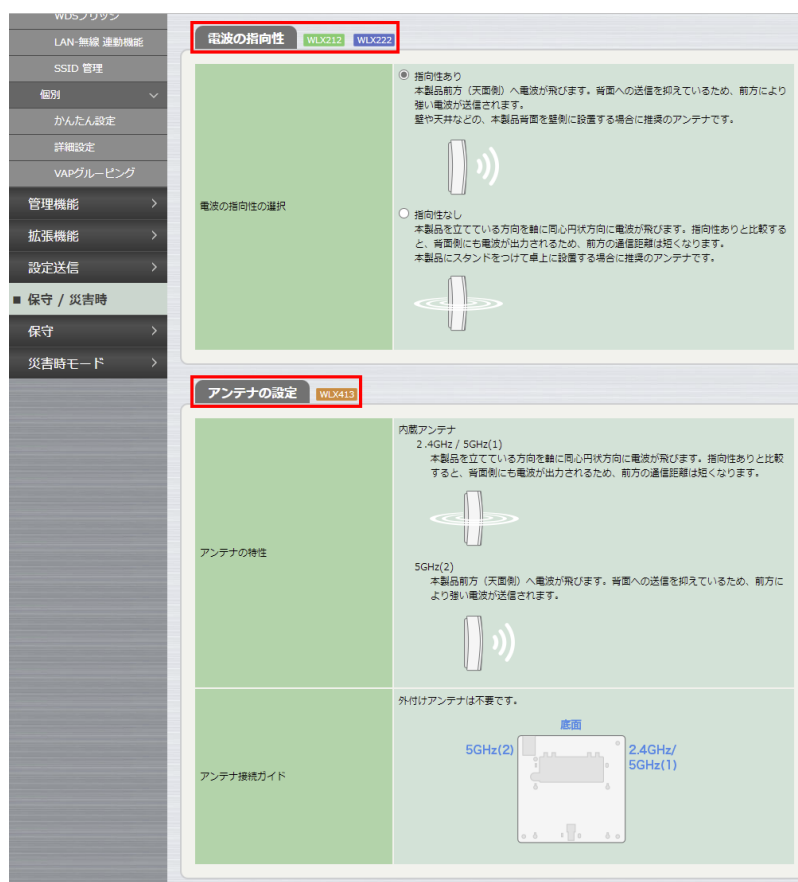 WDSブリッジ
LAN-無線 連動機能
SSID 管理
個別
かんたん設定
詳細設定
VAPグルーピング
管理機能
拡張機能
設定送信
■ 保守 / 災害時
保守
災害時モード
電波の指向性 WLX212 WLX222
電波の指向性の選択
指向性あり
本製品前方（天面側）へ電波が飛びます。背面への送信を抑えているため、前方により
強い電波が送信されます。
壁や天井などの、本製品背面を壁側に設置する場合に推奨のアンテナです。
指向性なし
本製品を立てている方向を軸に同心円状方向に電波が飛びます。指向性ありと比較する
と、背面側にも電波が出力されるため、前方の通信距離は短くなります。
本製品にスタンドをつけて卓上に設置する場合に推奨のアンテナです。
アンテナの設定 WLX413
アンテナの特性
内蔵アンテナ
2.4GHz / 5GHz(1)
本製品を立てている方向を軸に同心円状方向に電波が飛びます。指向性ありと比較
すると、背面側にも電波が出力されるため、前方の通信距離は短くなります。
5GHz(2)
本製品前方（天面側）へ電波が飛びます。背面への送信を抑えているため、前方に
より強い電波が送信されます。
アンテナ接続ガイド
外付けアンテナは不要です。
底面
5GHz(2)
2.4GHz/
5GHz(1)